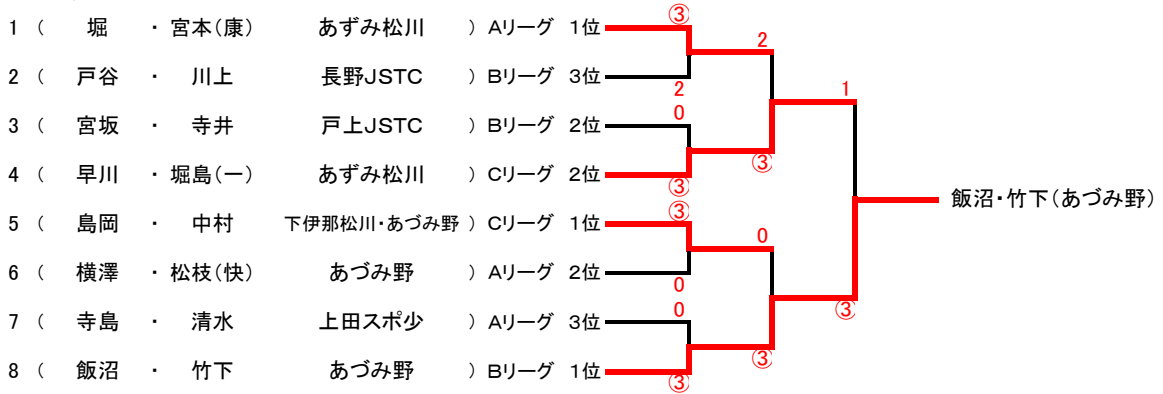 1 ( 堀 ・ 宮本(康) あずみ松川 ) Aリーグ 1位 ③
2
2 ( 戸谷 ・ 川上 長野JSTC ) Bリーグ 3位 2
1
3 ( 宮坂 ・ 寺井 戸上JSTC ) Bリーグ 2位 0
③
4 ( 早川 ・ 堀島(一) あずみ松川 ) Cリーグ 2位 ③
飯沼・竹下(あづみ野)
5 ( 島岡 ・ 中村 下伊那松川・あづみ野 ) Cリーグ 1位 ③
0
6 ( 横澤 ・ 松枝(快) あづみ野 ) Aリーグ 2位 0
③
7 ( 寺島 ・ 清水 上田スポ少 ) Aリーグ 3位 0
③
8 ( 飯沼 ・ 竹下 あづみ野 ) Bリーグ 1位 ③